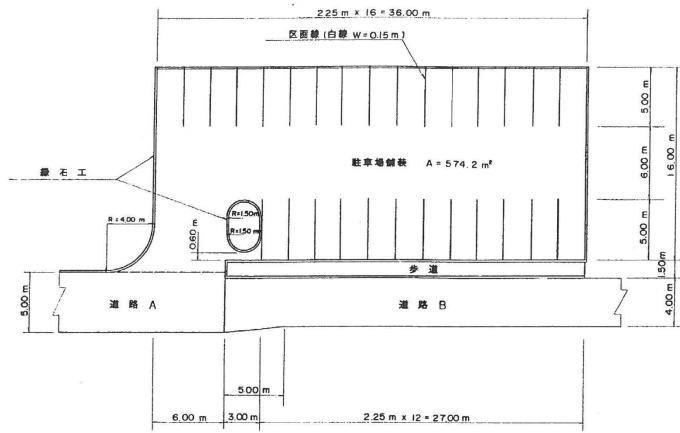 2.25 m × 16 = 36.00 m
区画線 (白線 W = 0.15 m)
5.00 m
駐車場舗装 A = 574.2 m²
6.00 m
16.00 m
縁石工
R = 4.00 m
R=1.50 m
R=1.50 m
0.60 m
5.00 m
歩道
1.50 m
道路 A
道路 B
5.00 m
4.00 m
5.00 m
6.00 m
3.00 m
2.25 m × 12 = 27.00 m